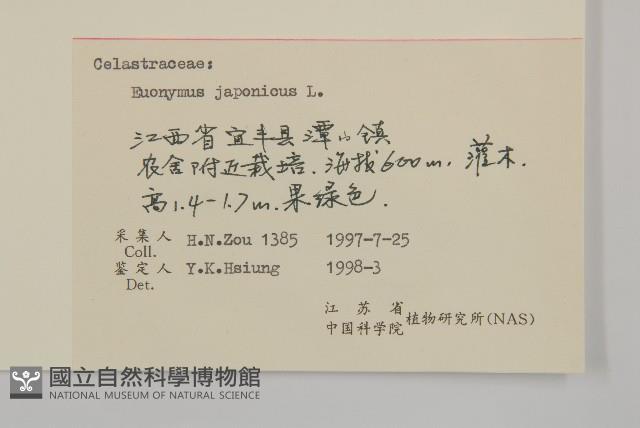 Celastraceae:
Euonymus japonicus L.
江西省宜丰县潭山镇
农舍附近栽培.海拔600m.灌木.
高1.4-1.7m.果绿色.
采集人 H.N.Zou 1385 1997-7-25
Coll.
鉴定人 Y.K.Hsiung 1998-3
Det.
江苏省
中国科学院 植物研究所(NAS)
國立自然科學博物館
NATIONAL MUSEUM OF NATURAL SCIENCE